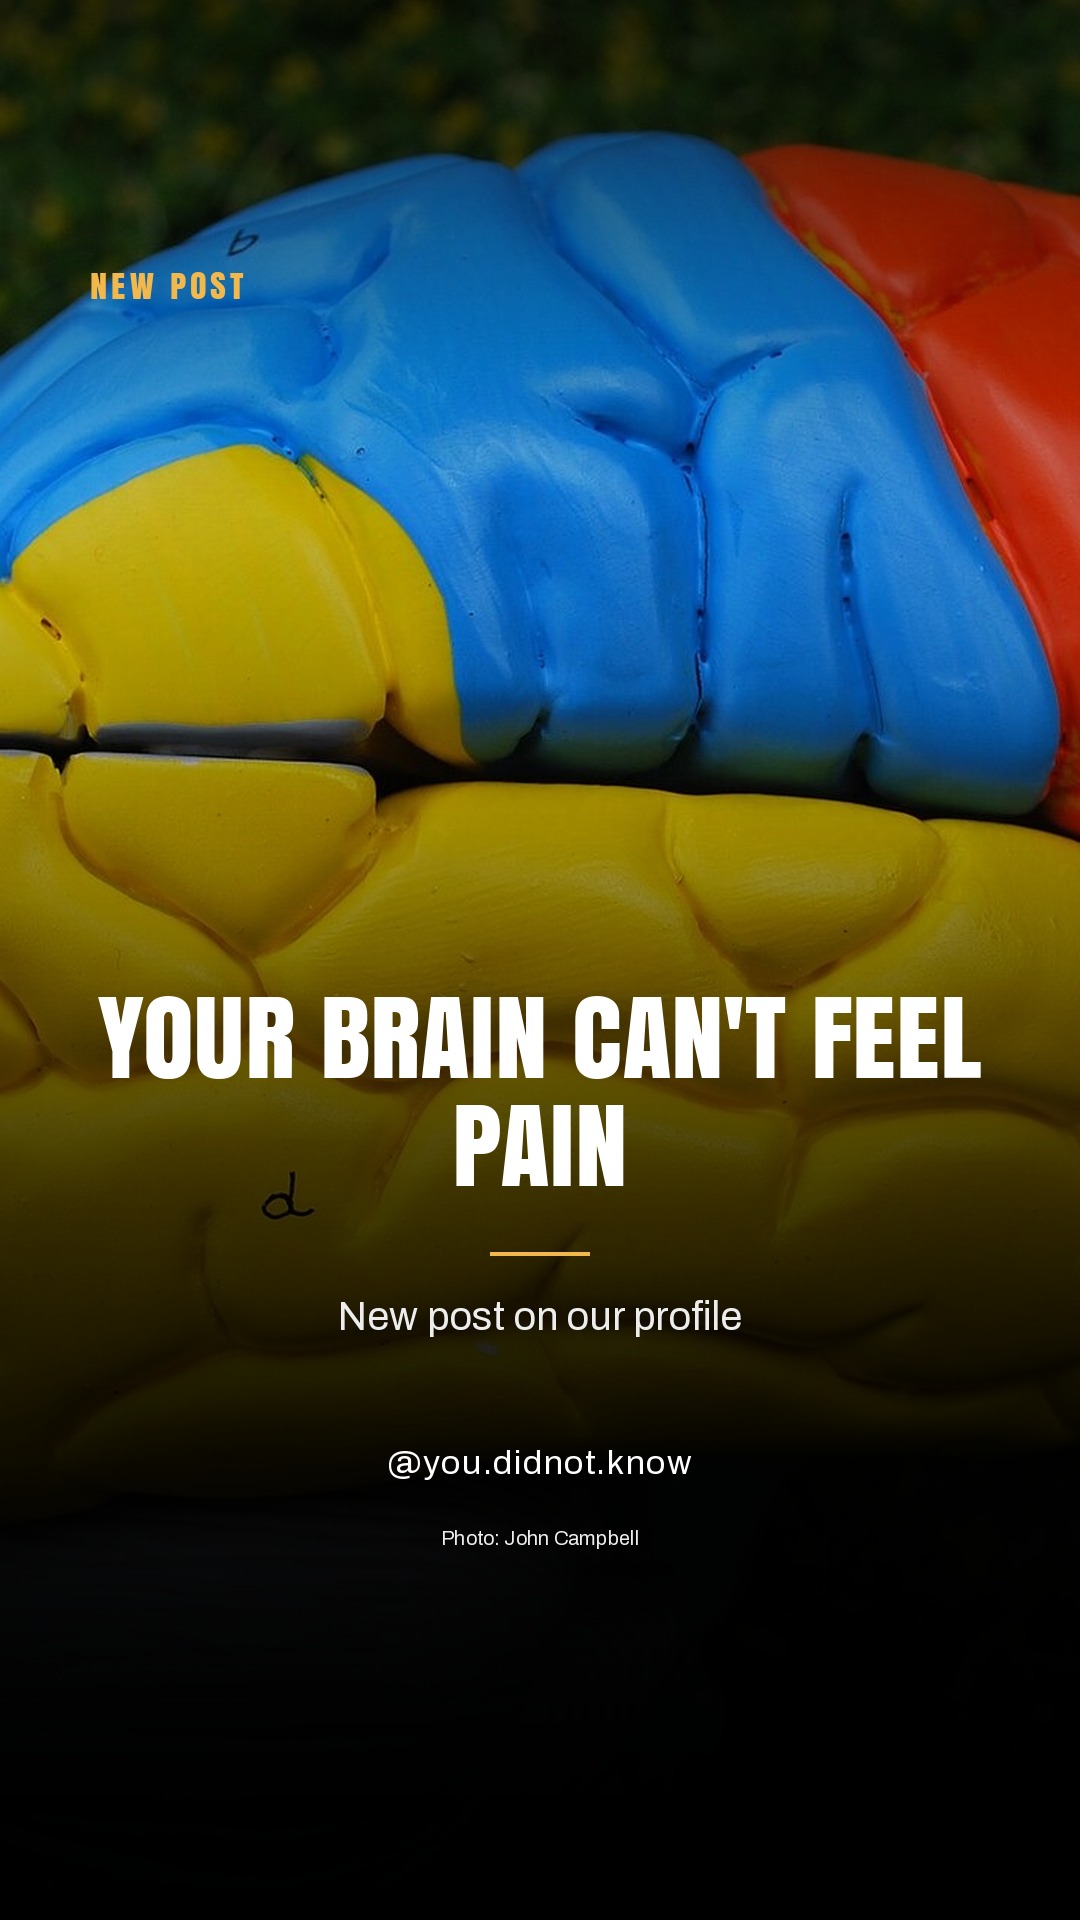 b
NEW POST
YOUR BRAIN CAN'T FEEL
PAIN
d
New post on our profile
@you.didnot.know
Photo: John Campbell